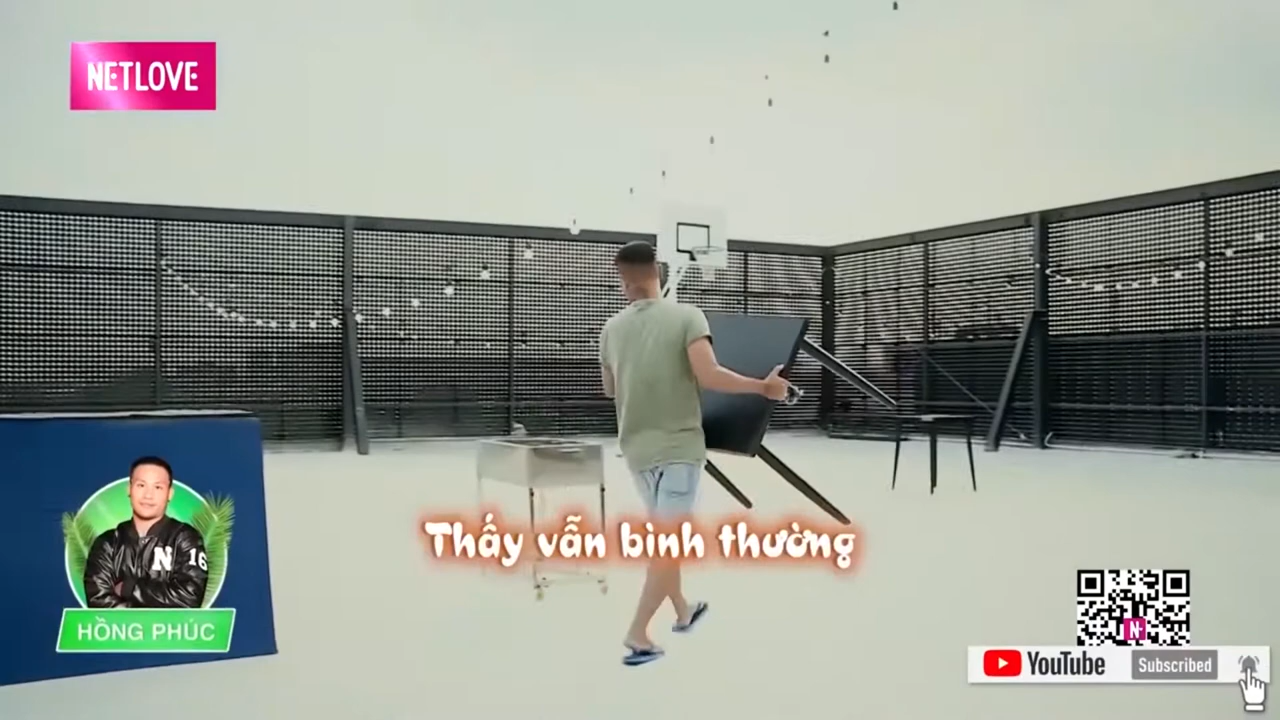 NETLOVE
Thấy vẫn bình thường
N 16
HỒNG PHÚC
N
YouTube Subscribed